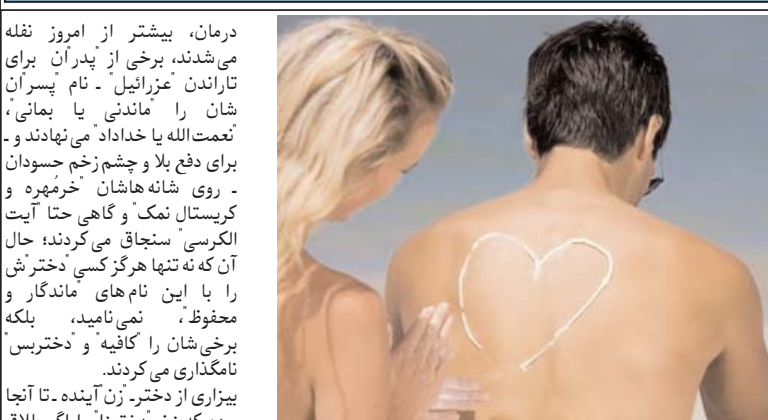 درمان، بیشتر از امروز نفله
می‌شدند، برخی از "پدر"ان برای
تاراندن "عزرائیل" ـ نام "پسر"ان
شان را "ماندنی یا بمانی"،
"نعمت‌الله یا خداداد" می‌نهادند و ـ
برای دفع بلا و چشم زخم حسودان
ـ روی شانه هاشان "خرمُهره و
کریستال نمک" و گاهی حتا "آیت
الکرسی" سنجاق می‌کردند؛ حال
آن که نه تنها هرگز کسی "دختر"ش
را با این نام های "ماندگار و
محفوظ"، نمی‌نامید، بلکه
برخی‌شان را "کافیه" و "دختربس"
نامگذاری می‌کردند.
بیزاری از دختر ـ "زن" آینده ـ تا آنجا